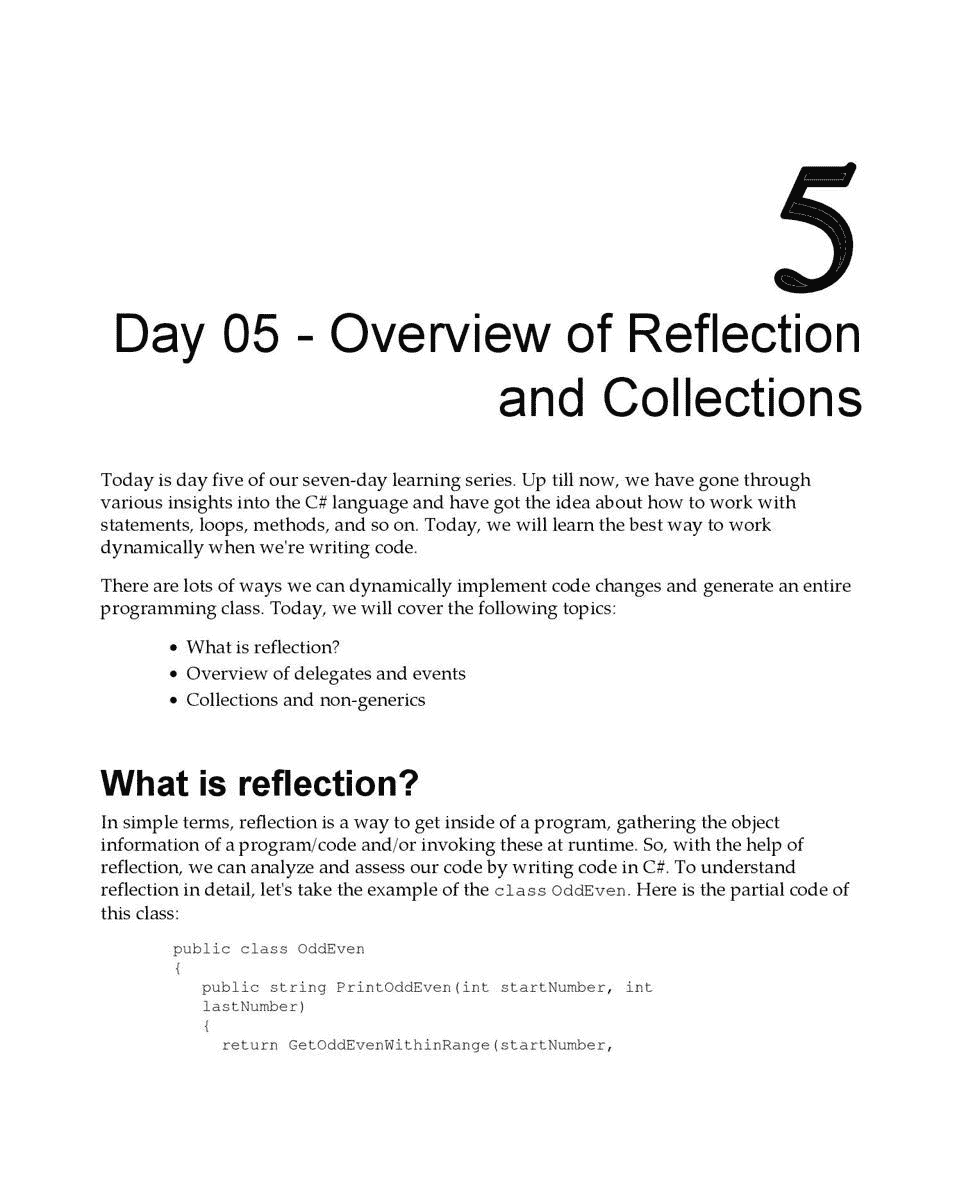 5
Day 05 - Overview of Reflection
and Collections
Today is day five of our seven-day learning series. Up till now, we have gone through
various insights into the C# language and have got the idea about how to work with
statements, loops, methods, and so on. Today, we will learn the best way to work
dynamically when we're writing code.
There are lots of ways we can dynamically implement code changes and generate an entire
programming class. Today, we will cover the following topics:
• What is reflection?
• Overview of delegates and events
• Collections and non-generics
What is reflection?
In simple terms, reflection is a way to get inside of a program, gathering the object
information of a program/code and/or invoking these at runtime. So, with the help of
reflection, we can analyze and assess our code by writing code in C#. To understand
reflection in detail, let's take the example of the class OddEven. Here is the partial code of
this class:
public class OddEven
{
public string PrintOddEven(int startNumber, int
lastNumber)
{
return GetOddEvenWithinRange(startNumber,